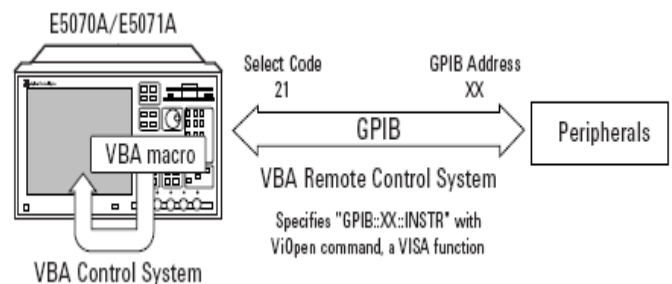 E5070A/E5071A
Select Code
21
GPIB Address
XX
GPIB
Peripherals
VBA macro
VBA Remote Control System
Specifies "GPIB::XX::INSTR" with
ViOpen command, a VISA function
VBA Control System